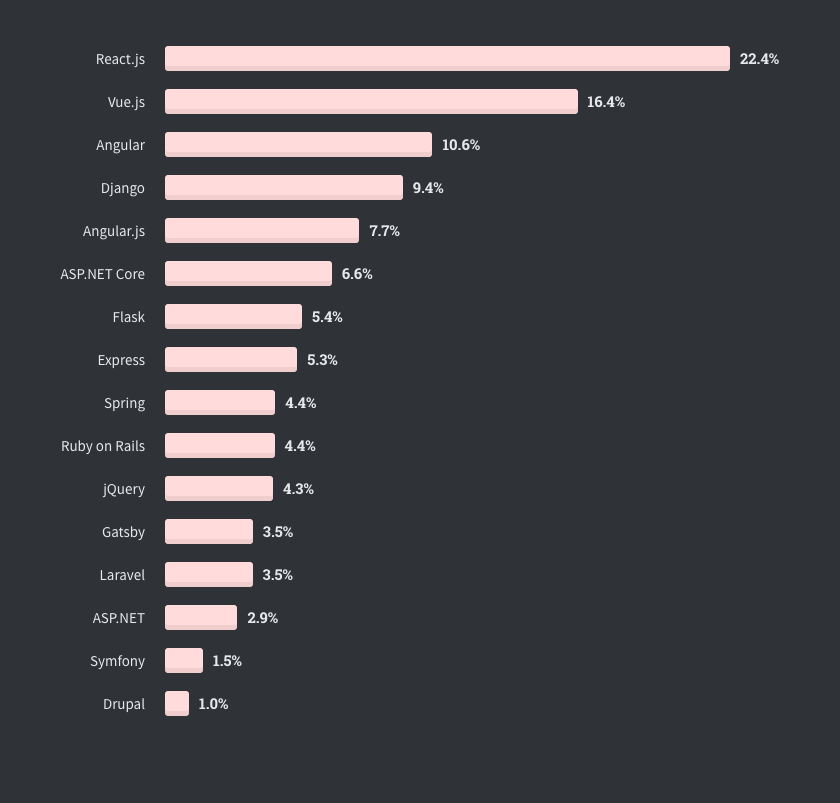 React.js 22.4%
Vue.js 16.4%
Angular 10.6%
Django 9.4%
Angular.js 7.7%
ASP.NET Core 6.6%
Flask 5.4%
Express 5.3%
Spring 4.4%
Ruby on Rails 4.4%
jQuery 4.3%
Gatsby 3.5%
Laravel 3.5%
ASP.NET 2.9%
Symfony 1.5%
Drupal 1.0%